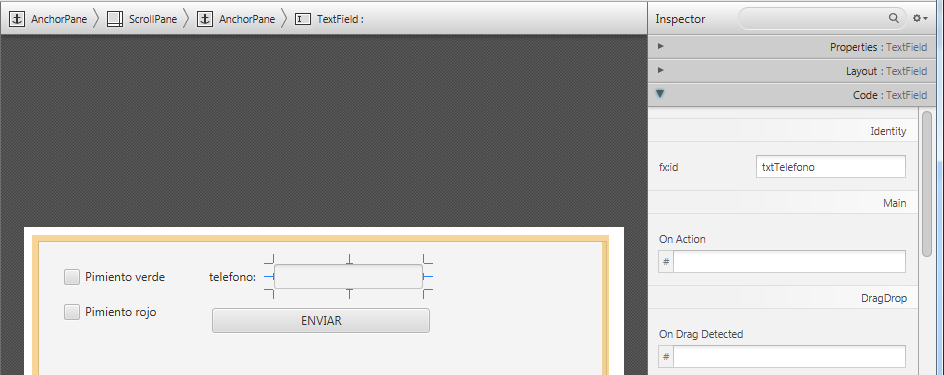 AnchorPane ScrollPane AnchorPane TextField :
Inspector
Properties : TextField
Layout : TextField
Code : TextField
Identity
fx:id txtTelefono
Main
On Action
#
DragDrop
On Drag Detected
#
Pimiento verde telefono:
Pimiento rojo
ENVIAR